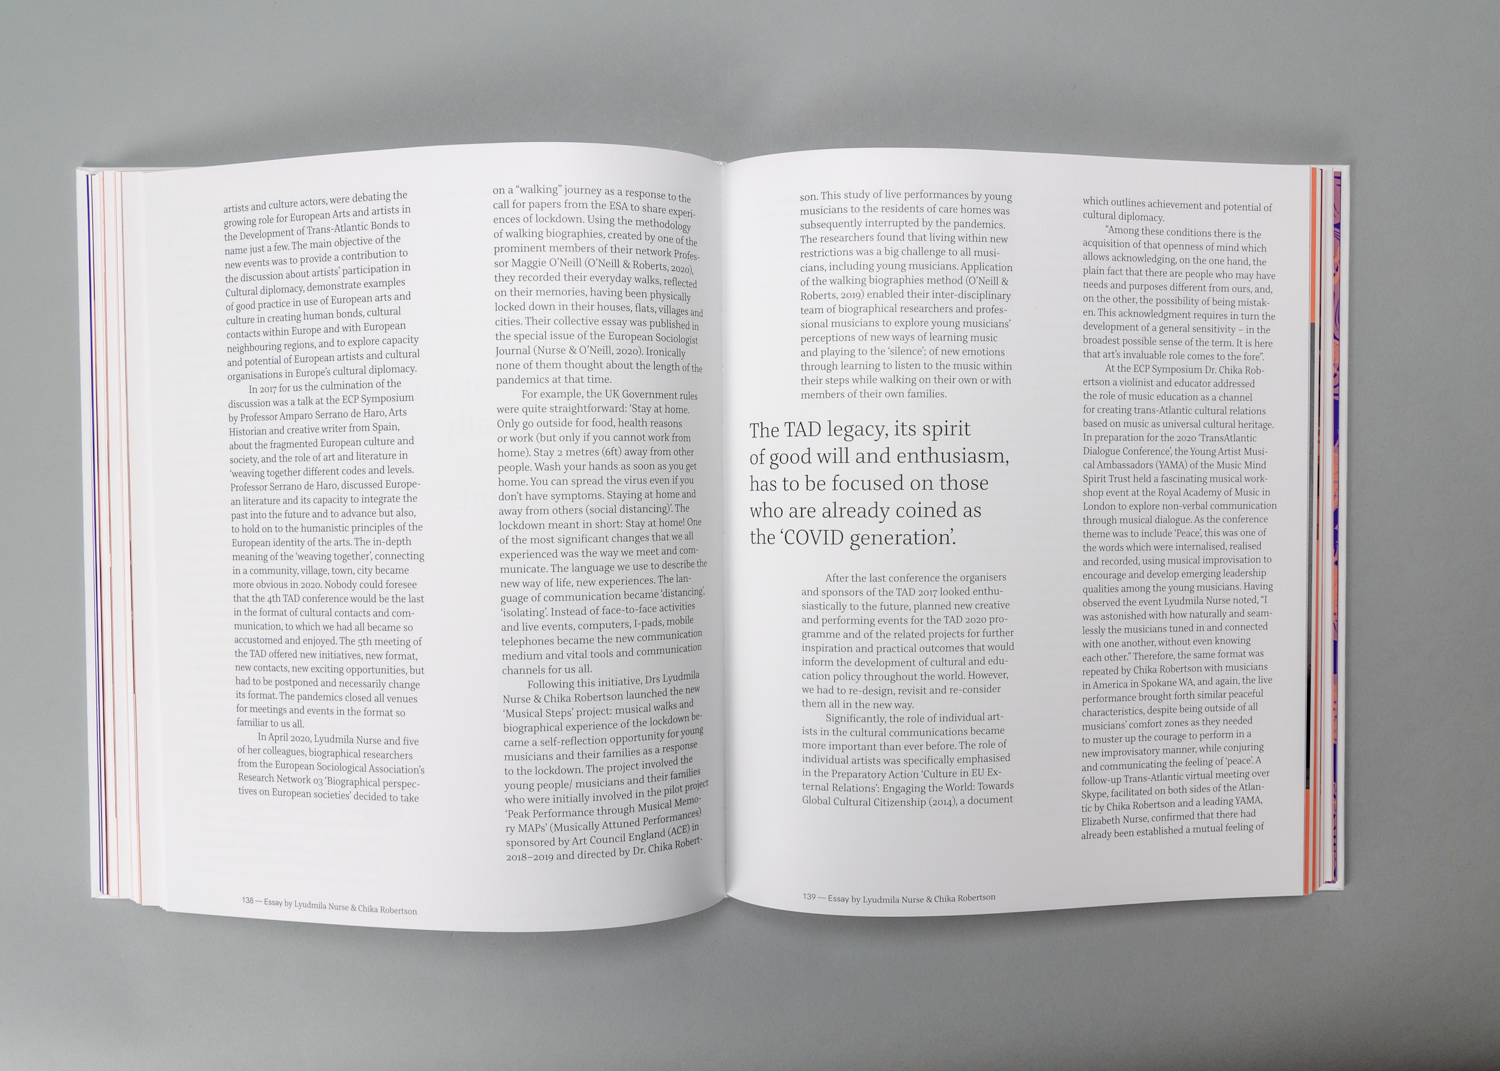 artists and culture actors, were debating the
growing role for European Arts and artists in
the Development of Trans-Atlantic Bonds to
name just a few. The main objective of the
new events was to provide a contribution to
the discussion about artists' participation in
Cultural diplomacy, demonstrate examples
of good practice in use of European arts and
culture in creating human bonds, cultural
contacts within Europe and with European
neighbouring regions, and to explore capacity
and potential of European artists and cultural
organisations in Europe's cultural diplomacy.
In 2017 for us the culmination of the
discussion was a talk at the ECP Symposium
by Professor Amparo Serrano de Haro, Arts
Historian and creative writer from Spain,
about the fragmented European culture and
society, and the role of art and literature in
'weaving together different codes and levels.
Professor Serrano de Haro, discussed Europe-
an literature and its capacity to integrate the
past into the future and to advance but also,
to hold on to the humanistic principles of the
European identity of the arts. The in-depth
meaning of the 'weaving together', connecting
in a community, village, town, city became
more obvious in 2020. Nobody could foresee
that the 4th TAD conference would be the last
in the format of cultural contacts and com-
munication, to which we had all became so
accustomed and enjoyed. The 5th meeting of
the TAD offered new initiatives, new format,
new contacts, new exciting opportunities, but
had to be postponed and necessarily change
its format. The pandemics closed all venues
for meetings and events in the format so
familiar to us all.
In April 2020, Lyudmila Nurse and five
of her colleagues, biographical researchers
from the European Sociological Association's
Research Network 03 'Biographical perspec-
tives on European societies' decided to take
on a "walking" journey as a response to the
call for papers from the ESA to share experi-
ences of lockdown. Using the methodology
of walking biographies, created by one of the
prominent members of their network Profes-
sor Maggie O'Neill (O'Neill & Roberts, 2020),
they recorded their everyday walks, reflected
on their memories, having been physically
locked down in their houses, flats, villages and
cities. Their collective essay was published in
the special issue of the European Sociologist
Journal (Nurse & O'Neill, 2020). Ironically
none of them thought about the length of the
pandemics at that time.
For example, the UK Government rules
were quite straightforward: 'Stay at home.
Only go outside for food, health reasons
or work (but only if you cannot work from
home). Stay 2 metres (6ft) away from other
people. Wash your hands as soon as you get
home. You can spread the virus even if you
don't have symptoms. Staying at home and
away from others (social distancing)'. The
lockdown meant in short: Stay at home! One
of the most significant changes that we all
experienced was the way we meet and com-
municate. The language we use to describe the
new way of life, new experiences. The lan-
guage of communication became 'distancing',
'isolating'. Instead of face-to-face activities
and live events, computers, I-pads, mobile
telephones became the new communication
medium and vital tools and communication
channels for us all.
Following this initiative, Drs Lyudmila
Nurse & Chika Robertson launched the new
'Musical Steps' project: musical walks and
biographical experience of the lockdown be-
came a self-reflection opportunity for young
musicians and their families as a response
to the lockdown. The project involved the
young people/ musicians and their families
who were initially involved in the pilot project
'Peak Performance through Musical Memo-
ry MAPs' (Musically Attuned Performances)
sponsored by Art Council England (ACE) in
2018–2019 and directed by Dr. Chika Robert-
138 — Essay by Lyudmila Nurse & Chika Robertson
son. This study of live performances by young
musicians to the residents of care homes was
subsequently interrupted by the pandemics.
The researchers found that living within new
restrictions was a big challenge to all musi-
cians, including young musicians. Application
of the walking biographies method (O'Neill &
Roberts, 2019) enabled their inter-disciplinary
team of biographical researchers and profes-
sional musicians to explore young musicians'
perceptions of new ways of learning music
and playing to the 'silence'; of new emotions
through learning to listen to the music within
their steps while walking on their own or with
members of their own families.
The TAD legacy, its spirit
of good will and enthusiasm,
has to be focused on those
who are already coined as
the 'COVID generation'.
After the last conference the organisers
and sponsors of the TAD 2017 looked enthu-
siastically to the future, planned new creative
and performing events for the TAD 2020 pro-
gramme and of the related projects for further
inspiration and practical outcomes that would
inform the development of cultural and edu-
cation policy throughout the world. However,
we had to re-design, revisit and re-consider
them all in the new way.
Significantly, the role of individual art-
ists in the cultural communications became
more important than ever before. The role of
individual artists was specifically emphasised
in the Preparatory Action 'Culture in EU Ex-
ternal Relations': Engaging the World: Towards
Global Cultural Citizenship (2014), a document
which outlines achievement and potential of
cultural diplomacy.
"Among these conditions there is the
acquisition of that openness of mind which
allows acknowledging, on the one hand, the
plain fact that there are people who may have
needs and purposes different from ours, and,
on the other, the possibility of being mistak-
en. This acknowledgment requires in turn the
development of a general sensitivity – in the
broadest possible sense of the term. It is here
that art's invaluable role comes to the fore".
At the ECP Symposium Dr. Chika Rob-
ertson a violinist and educator addressed
the role of music education as a channel
for creating trans-Atlantic cultural relations
based on music as universal cultural heritage.
In preparation for the 2020 'TransAtlantic
Dialogue Conference', the Young Artist Musi-
cal Ambassadors (YAMA) of the Music Mind
Spirit Trust held a fascinating musical work-
shop event at the Royal Academy of Music in
London to explore non-verbal communication
through musical dialogue. As the conference
theme was to include 'Peace', this was one of
the words which were internalised, realised
and recorded, using musical improvisation to
encourage and develop emerging leadership
qualities among the young musicians. Having
observed the event Lyudmila Nurse noted, "I
was astonished with how naturally and seam-
lessly the musicians tuned in and connected
with one another, without even knowing
each other." Therefore, the same format was
repeated by Chika Robertson with musicians
in America in Spokane WA, and again, the live
performance brought forth similar peaceful
characteristics, despite being outside of all
musicians' comfort zones as they needed
to muster up the courage to perform in a
new improvisatory manner, while conjuring
and communicating the feeling of 'peace'. A
follow-up Trans-Atlantic virtual meeting over
Skype, facilitated on both sides of the Atlan-
tic by Chika Robertson and a leading YAMA,
Elizabeth Nurse, confirmed that there had
already been established a mutual feeling of
139 — Essay by Lyudmila Nurse & Chika Robertson